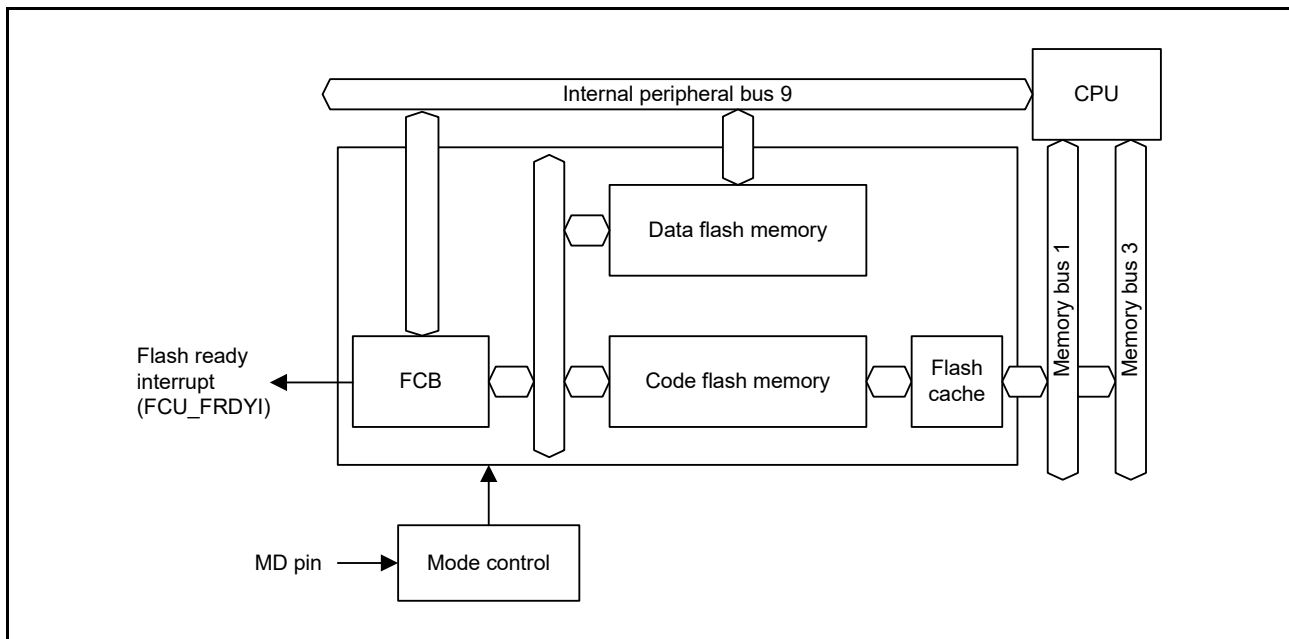 Internal peripheral bus 9
CPU
Data flash memory
Memory bus 1
Memory bus 3
Flash ready
interrupt
(FCU_FRDYI)
FCB
Code flash memory
Flash
cache
MD pin
Mode control